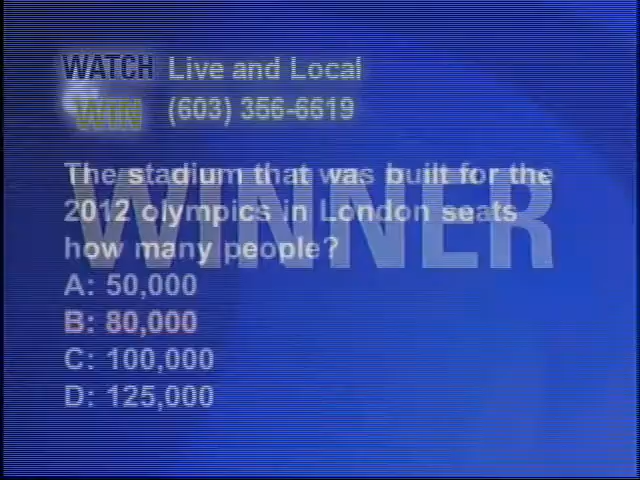 WATCH Live and Local
WIN (603) 356-6619
The stadium that was built for the
2012 olympics in London seats
how many people?
WINNER
A: 50,000
B: 80,000
C: 100,000
D: 125,000